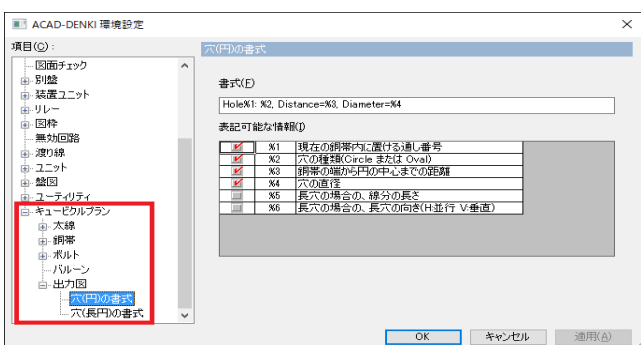 ACAD-DENKI 環境設定
項目(C):
図面チェック
別盤
装置ユニット
リレー
図枠
無効回路
渡り線
ユニット
盤図
ユーティリティ
キュービクルプラン
太線
銅帯
ボルト
バルーン
出力図
穴(円)の書式
穴(長円)の書式
穴(円)の書式
書式(F)
Hole%1: %2, Distance=%3, Diameter=%4
表記可能な情報(I)
%1 現在の銅帯内に置ける通し番号
%2 穴の種類(Circle または Oval)
%3 銅帯の端から円の中心までの距離
%4 穴の直径
%5 長穴の場合の、線分の長さ
%6 長穴の場合の、長穴の向き(H:並行 V:垂直)
OK キャンセル 適用(A)